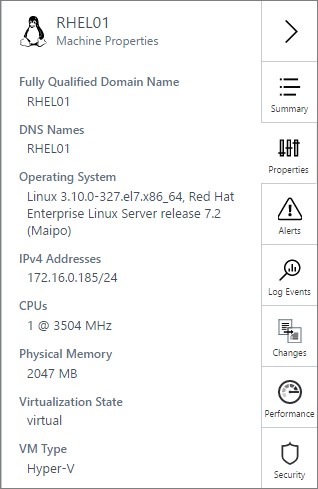 RHEL01
Machine Properties
Fully Qualified Domain Name
RHEL01
DNS Names
RHEL01
Operating System
Linux 3.10.0-327.el7.x86_64, Red Hat
Enterprise Linux Server release 7.2
(Maipo)
IPv4 Addresses
172.16.0.185/24
CPUs
1 @ 3504 MHz
Physical Memory
2047 MB
Virtualization State
virtual
VM Type
Hyper-V
Summary
Properties
Alerts
Log Events
Changes
Performance
Security